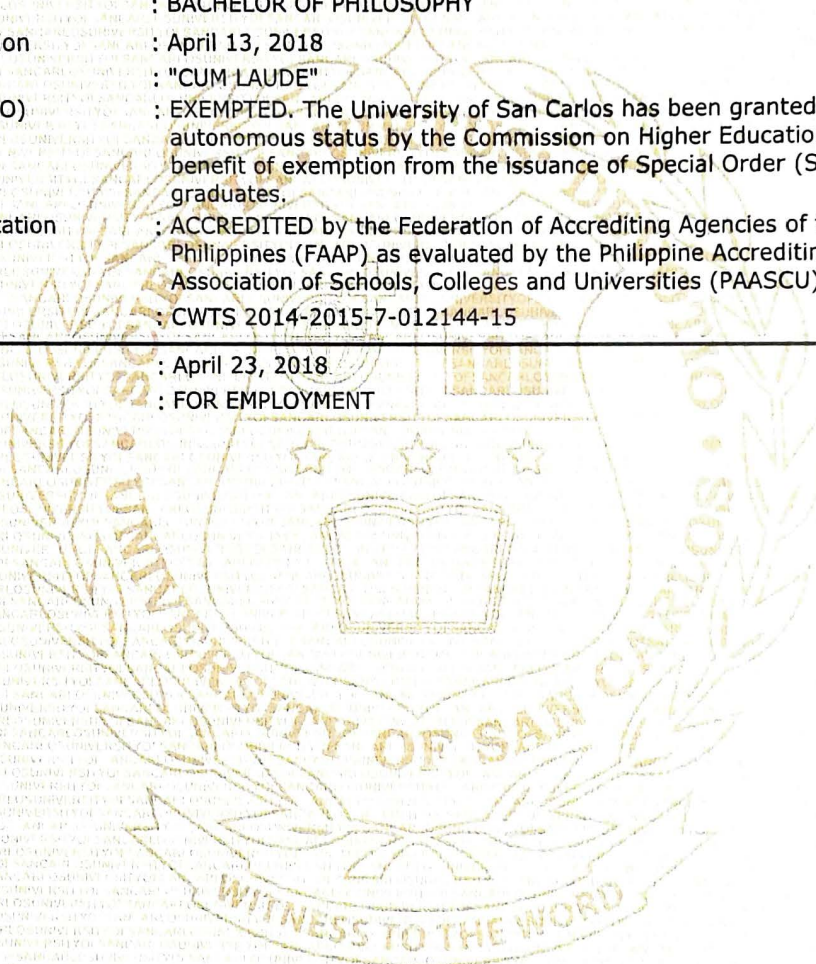 : BACHELOR OF PHILOSOPHY
on : April 13, 2018
: "CUM LAUDE"
O) : EXEMPTED. The University of San Carlos has been granted
autonomous status by the Commission on Higher Educatio
benefit of exemption from the issuance of Special Order (S
graduates.
tation : ACCREDITED by the Federation of Accrediting Agencies of
Philippines (FAAP) as evaluated by the Philippine Accreditin
Association of Schools, Colleges and Universities (PAASCU)
: CWTS 2014-2015-7-012144-15
: April 23, 2018
: FOR EMPLOYMENT
SCIENTIA • VIRTUS • DEVOTIO
• UNIVERSITY OF SAN CARLOS •
WITNESS TO THE WORD